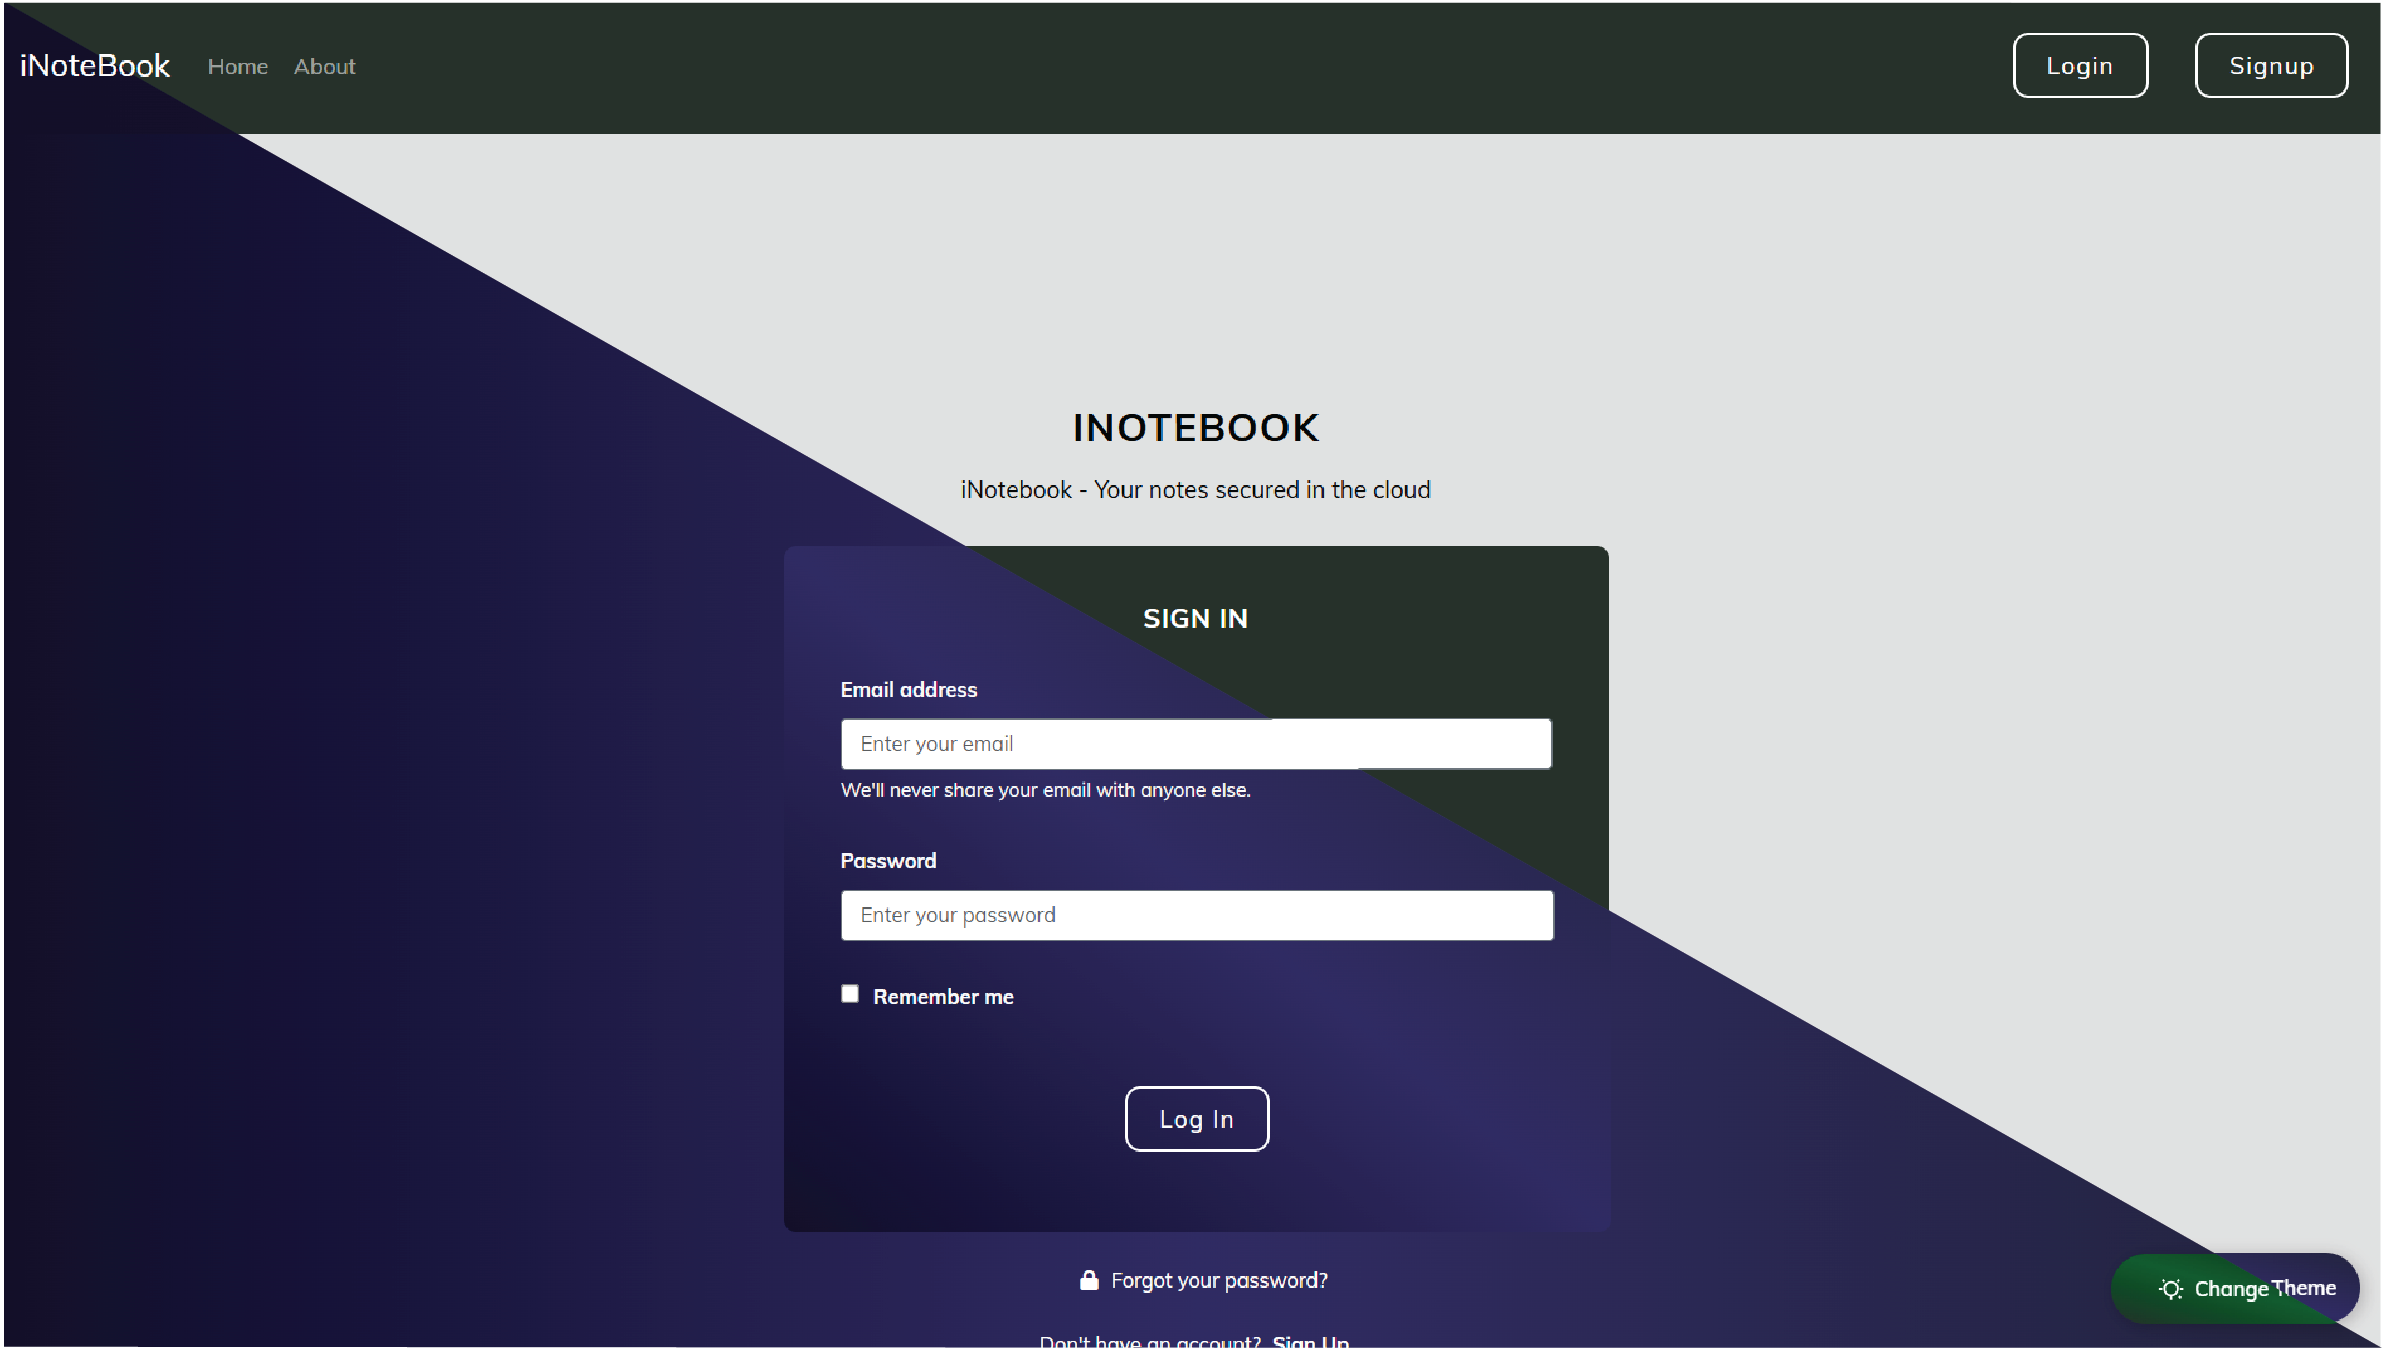 iNoteBook Home About Login Signup
INOTEBOOK
iNotebook - Your notes secured in the cloud
SIGN IN
Email address
Enter your email
We'll never share your email with anyone else.
Password
Enter your password
Remember me
Log In
Forgot your password?
Change Theme
Don't have an account? Sign Up